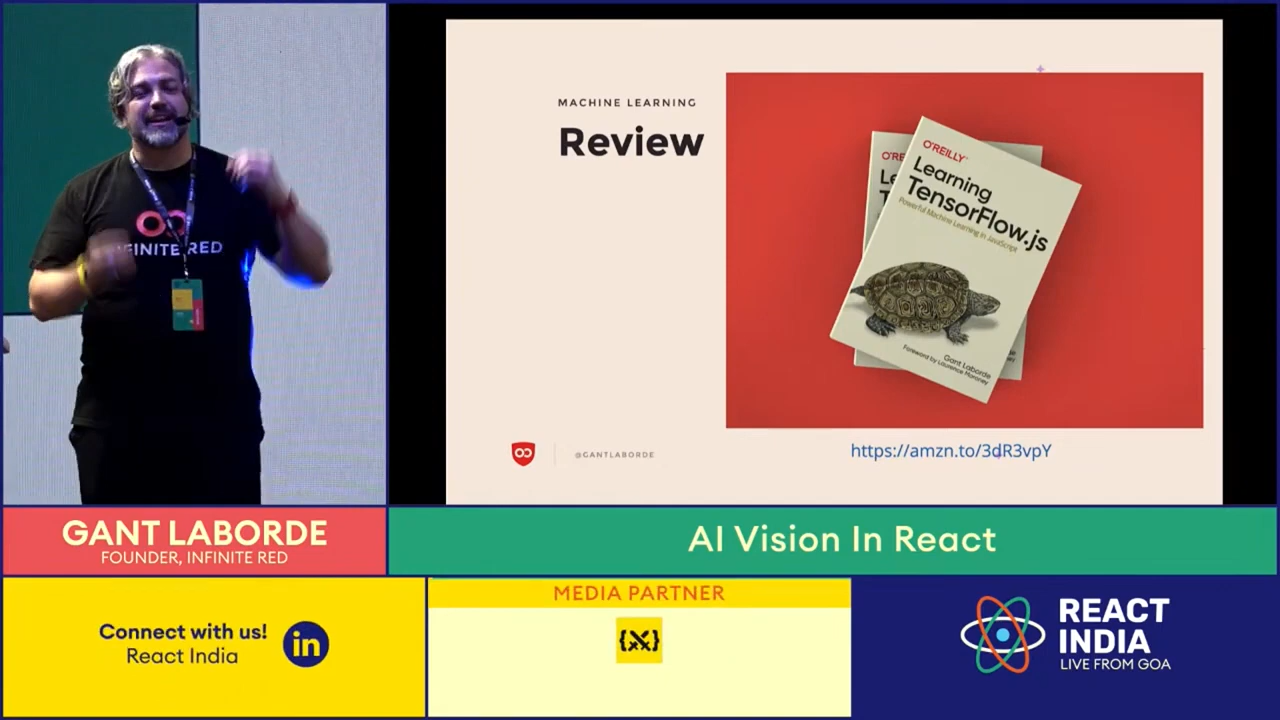 INFINITE RED
MACHINE LEARNING
Review
O'REILLY
Learning
TensorFlow.js
Powerful Machine Learning in JavaScript
Gant Laborde
Foreword by Laurence Moroney
@GANTLABORDE
https://amzn.to/3dR3vpY
GANT LABORDE
FOUNDER, INFINITE RED
AI Vision In React
Connect with us!
React India
in
MEDIA PARTNER
{X}
REACT
INDIA
LIVE FROM GOA